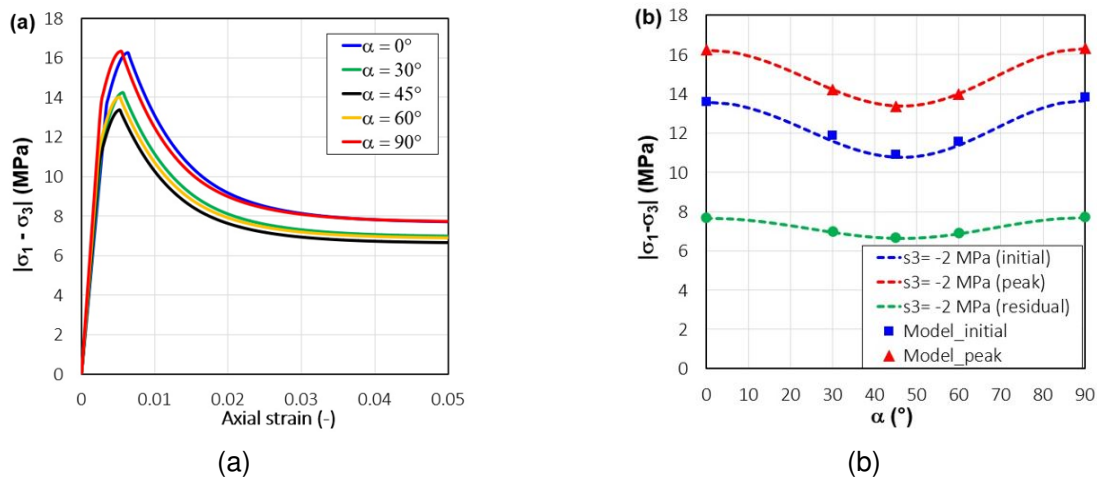 (a)
18
16
14
12
10
8
6
4
2
0
|σ₁ - σ₃| (MPa)
α = 0°
α = 30°
α = 45°
α = 60°
α = 90°
0 0.01 0.02 0.03 0.04 0.05
Axial strain (-)
(a)
(b)
18
16
14
12
10
8
6
4
2
0
|σ₁-σ₃| (MPa)
s3= -2 MPa (initial)
s3= -2 MPa (peak)
s3= -2 MPa (residual)
Model_initial
Model_peak
0 10 20 30 40 50 60 70 80 90
α (°)
(b)